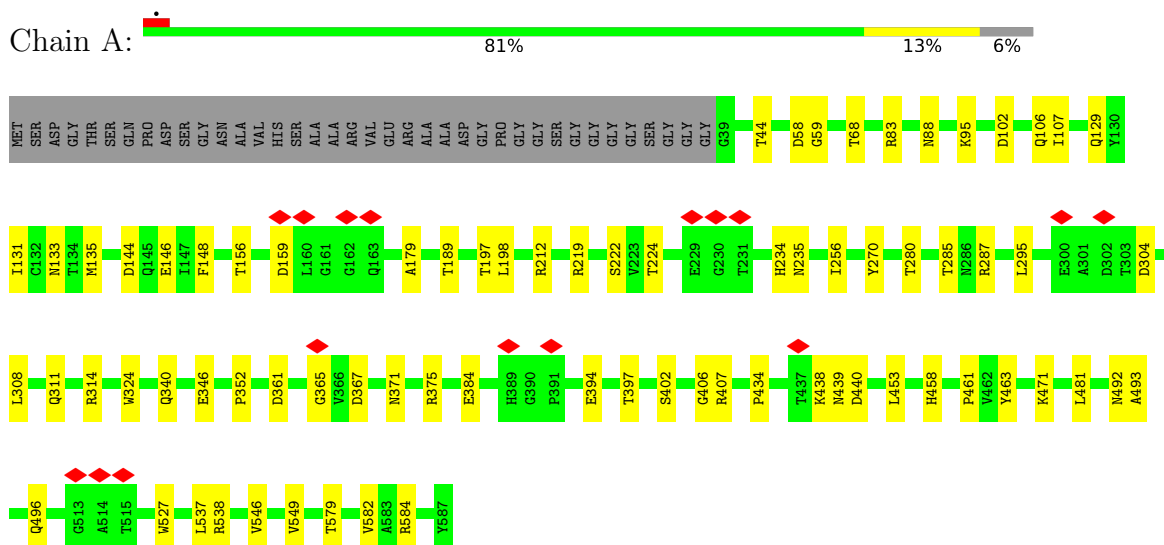 Chain A:
81% 13% 6%
MET SER ASP GLY THR SER GLN PRO ASP SER GLY ASN ALA VAL HIS SER ALA ALA ARG VAL GLU ARG ALA ALA ASP GLY PRO GLY GLY SER GLY GLY GLY GLY SER GLY GLY GLY G39 T44 D58 G59 T68 R83 N88 K95 D102 Q106 I107 Q129 Y130
I131 C132 N133 T134 M135 D144 Q145 E146 I147 F148 T156 D159 L160 G161 G162 Q163 A179 T189 T197 L198 R212 R219 S222 V223 T224 E229 G230 T231 H234 N235 I256 Y270 T280 T285 N286 R287 L295 E300 A301 D302 T303 D304
L308 Q311 R314 W324 Q340 E346 P352 D361 G365 V366 D367 N371 R375 E384 H389 G390 P391 E394 T397 S402 G406 R407 P434 T437 K438 N439 D440 L453 H458 P461 V462 Y463 K471 L481 N492 A493
Q496 G513 A514 T515 W527 L537 R538 V546 V549 T579 V582 A583 R584 Y587